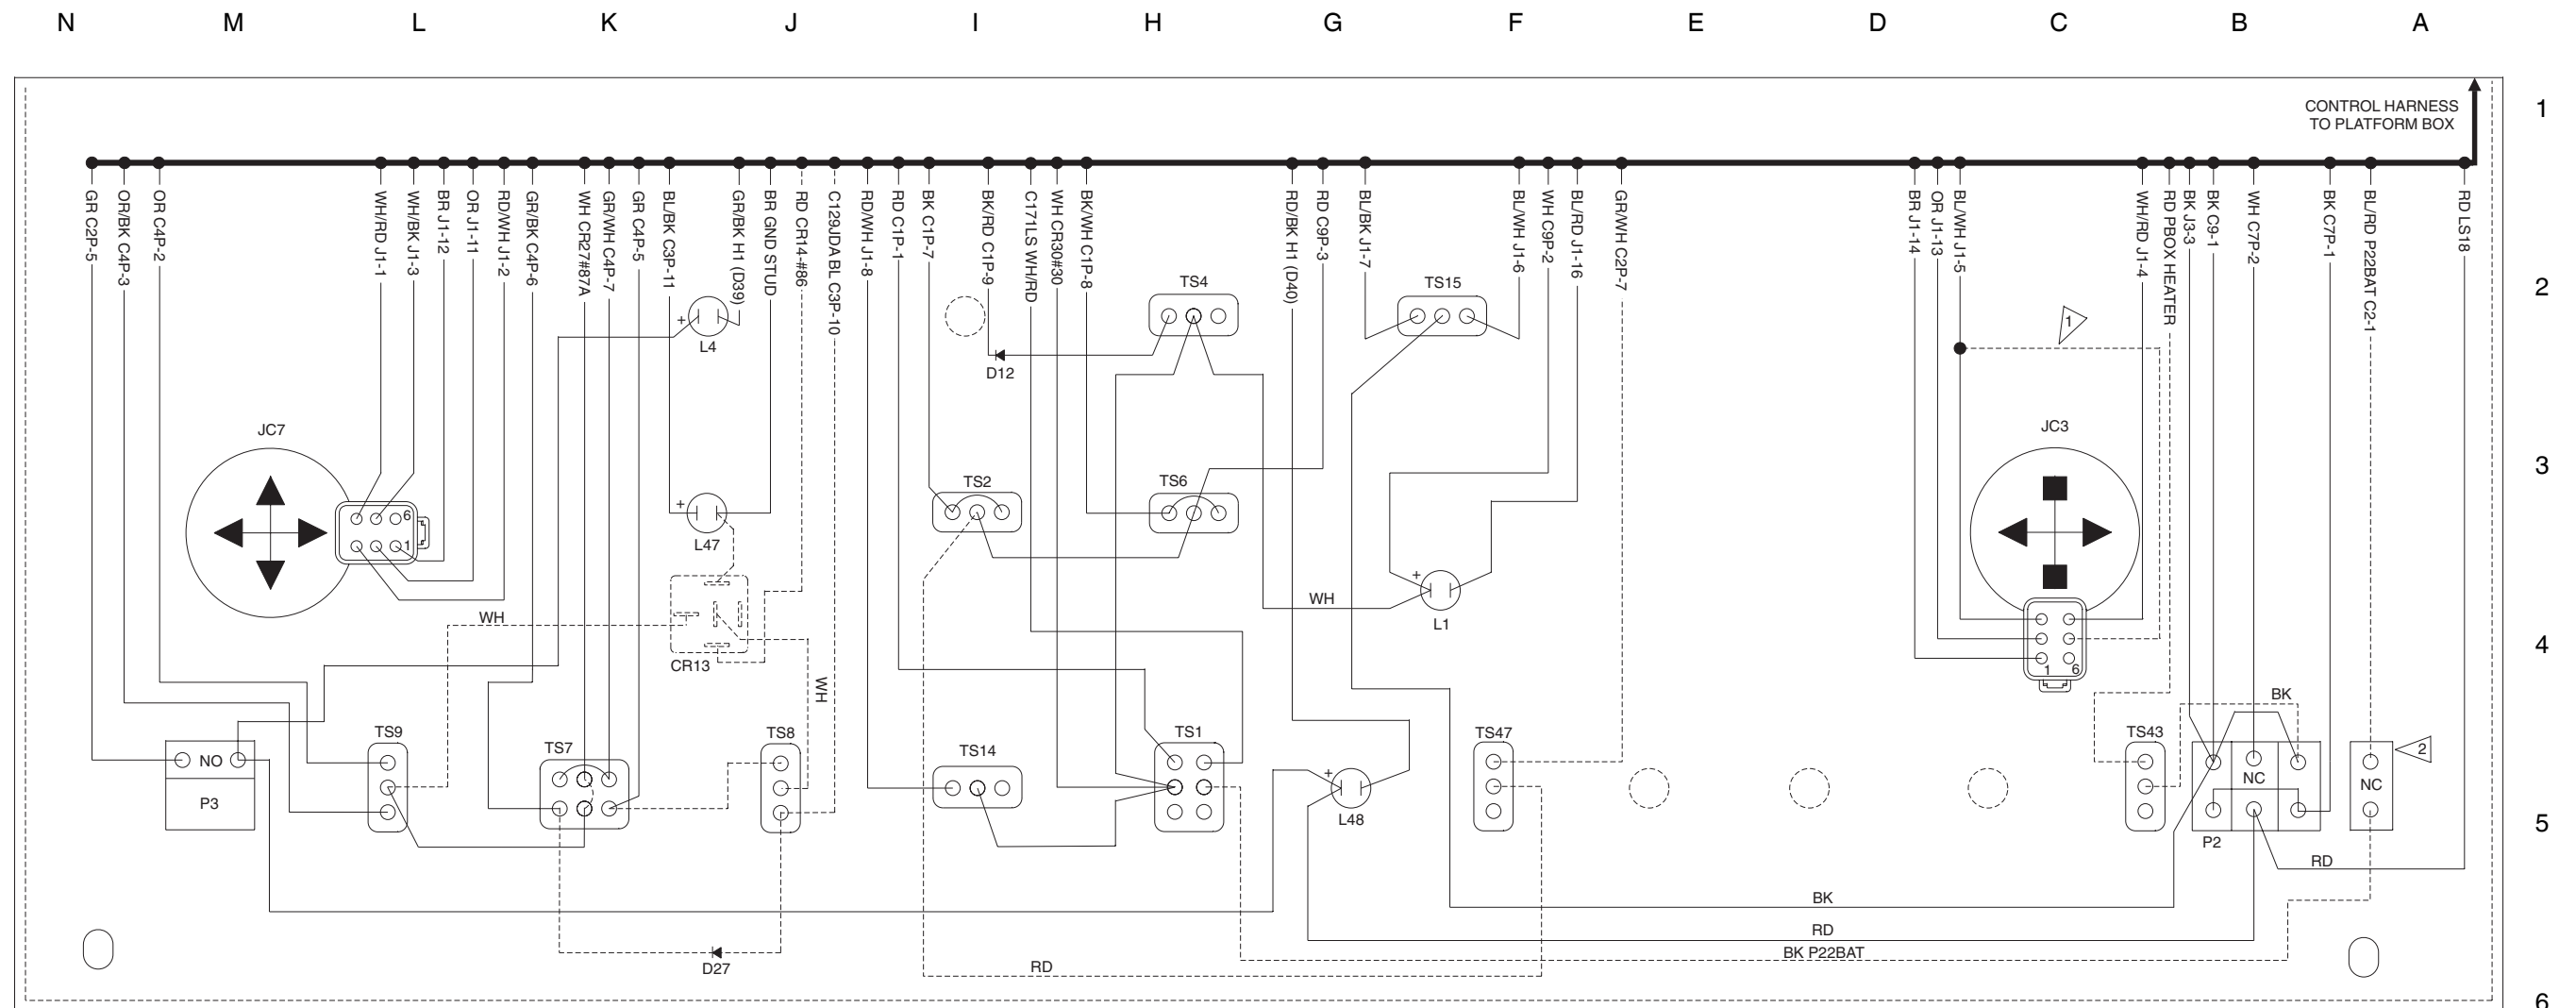 N M L K J I H G F E D C B A
1
CONTROL HARNESS
TO PLATFORM BOX
GR C2P-5
OR/BK C4P-3
OR C4P-2
WH/RD J1-1
WH/BK J1-3
BR J1-12
OR J1-11
RD/WH J1-2
GR/BK C4P-6
WH CR27#87A
GR/WH C4P-7
GR C4P-5
BL/BK C3P-11
GR/BK H1 (D39)
BR GND STUD
RD CR14-#86
C129JDA BL C3P-10
RD/WH J1-8
RD C1P-1
BK C1P-7
BK/RD C1P-9
C171LS WH/RD
WH CR30#30
BK/WH C1P-8
RD/BK H1 (D40)
RD C9P-3
BL/BK J1-7
BL/WH J1-6
WH C9P-2
BL/RD J1-16
GR/WH C2P-7
BR J1-14
OR J1-13
BL/WH J1-5
WH/RD J1-4
RD PBOX HEATER
BK J3-3
BK C9-1
WH C7P-2
BK C7P-1
BL/RD P22BAT C2-1
RD LS18
2
TS4
TS15
+
L4
1
D12
JC7
JC3
3
TS2
TS6
+
6
1
L47
+
WH
WH
L1
4
CR13
1 6
WH
BK
TS9
TS7
TS8
TS14
TS1
TS47
TS43
NO
P3
+
L48
NC
NC
2
5
P2
RD
BK
RD
BK P22BAT
D27
RD
6